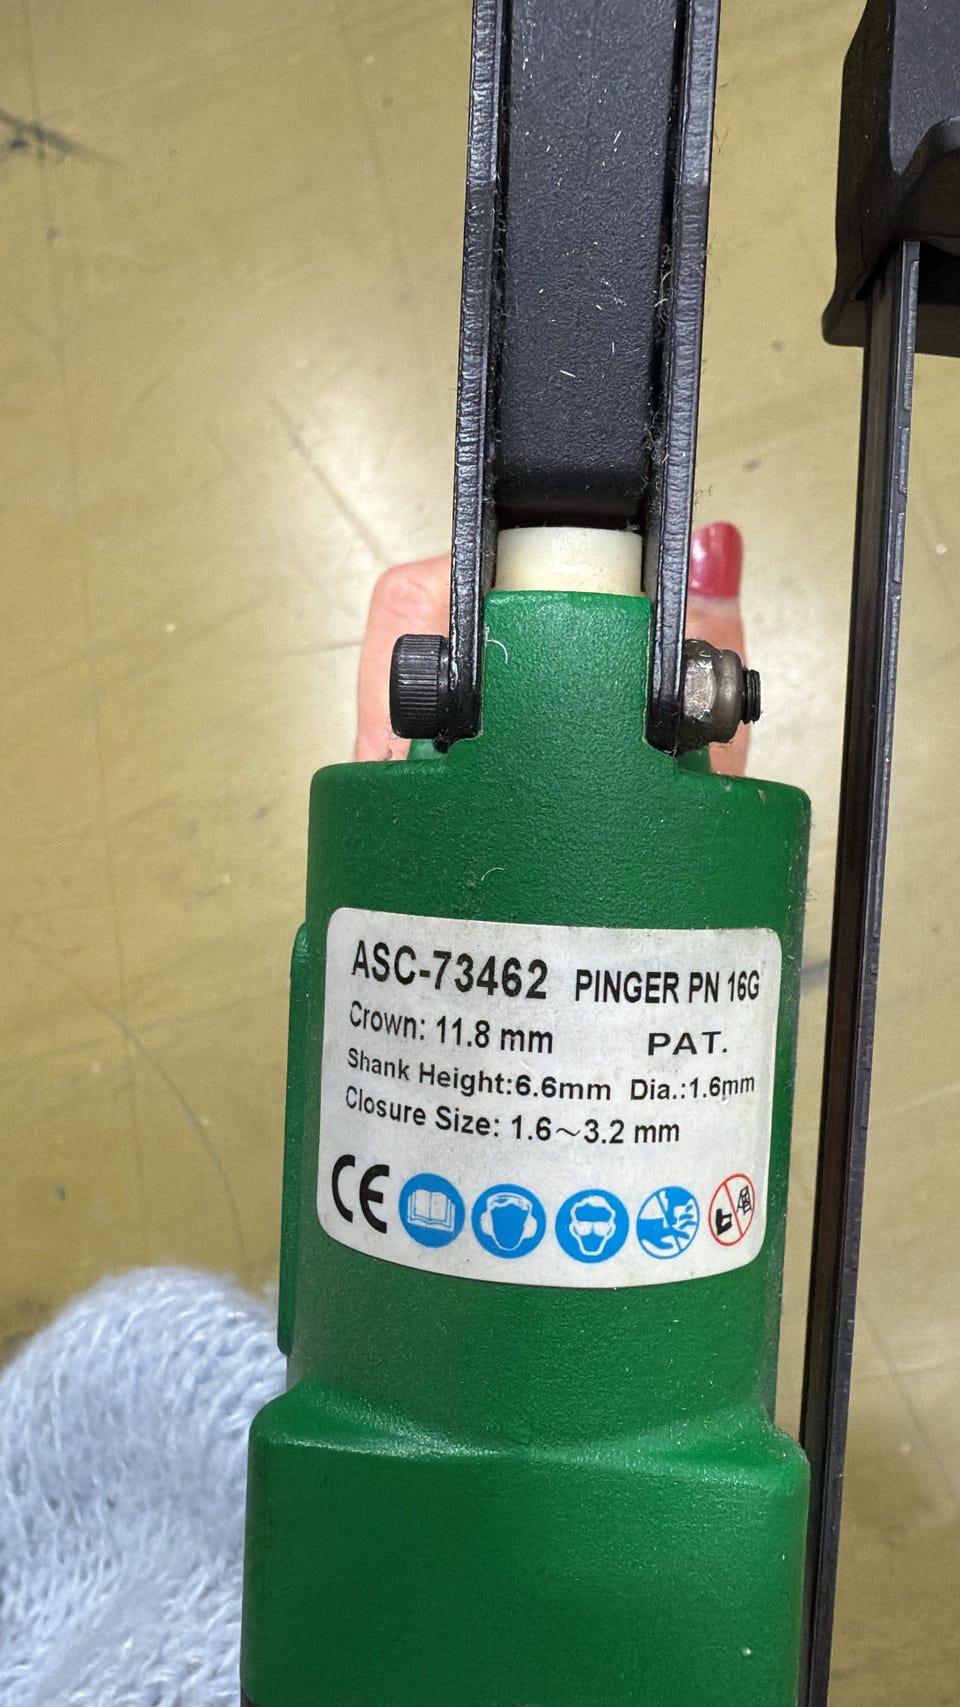 ASC-73462 PINGER PN 16G
Crown: 11.8 mm PAT.
Shank Height:6.6mm Dia.:1.6mm
Closure Size: 1.6~3.2 mm
CE